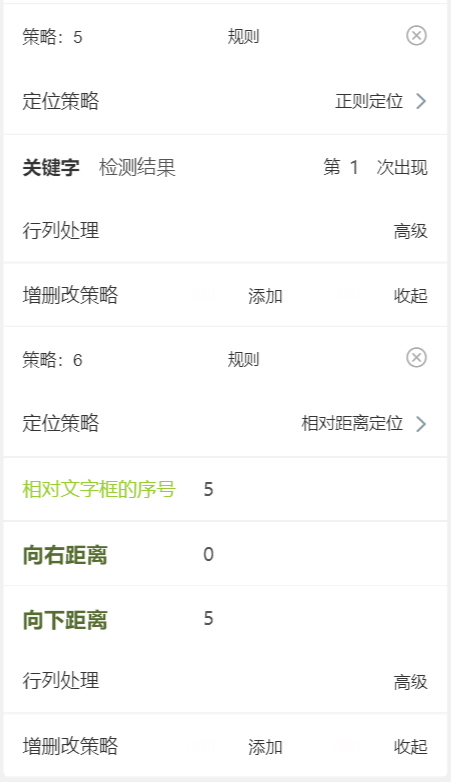 策略：5 规则
定位策略 正则定位
关键字 检测结果 第 1 次出现
行列处理 高级
增删改策略 添加 收起
策略：6 规则
定位策略 相对距离定位
相对文字框的序号 5
向右距离 0
向下距离 5
行列处理 高级
增删改策略 添加 收起